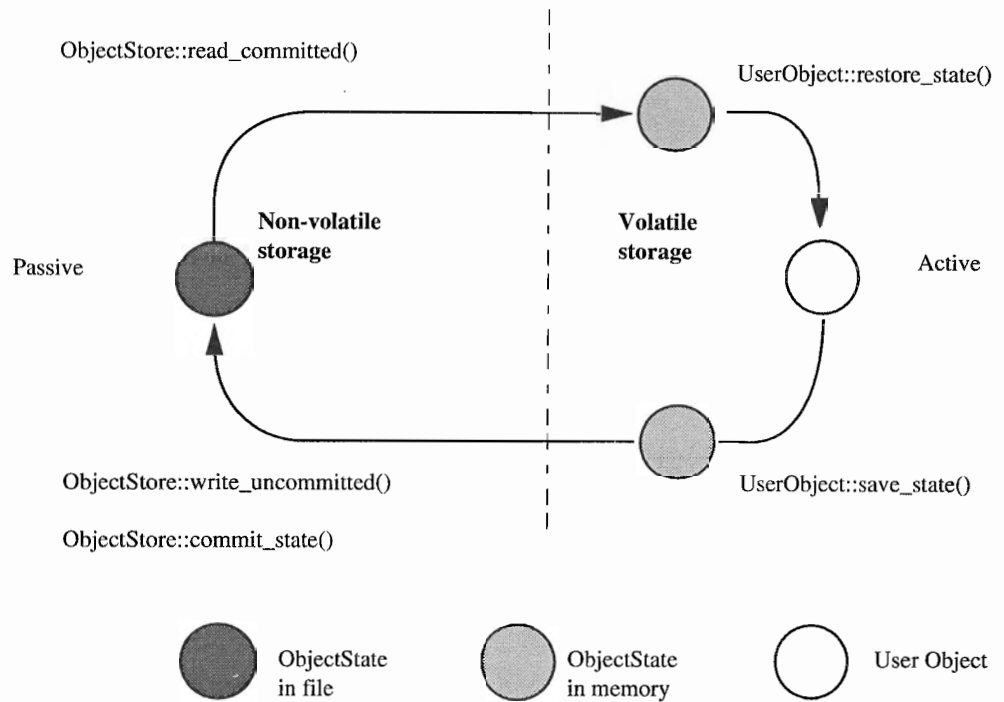 ObjectStore::read_committed()
UserObject::restore_state()
Non-volatile
storage
Volatile
storage
Passive
Active
ObjectStore::write_uncommitted()
UserObject::save_state()
ObjectStore::commit_state()
ObjectState
in file
ObjectState
in memory
User Object